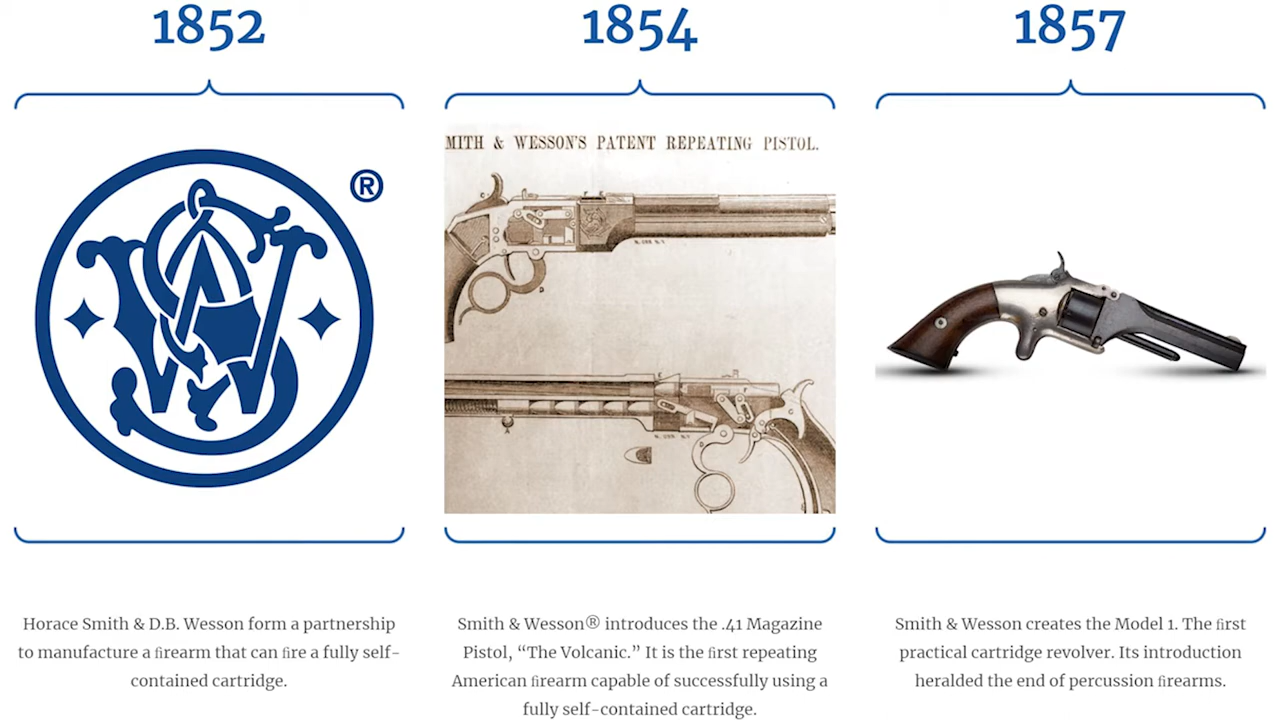 1852
1854
1857
®
MITH & WESSON'S PATENT REPEATING PISTOL.
Horace Smith & D.B. Wesson form a partnership
to manufacture a firearm that can fire a fully self-
contained cartridge.
Smith & Wesson® introduces the .41 Magazine
Pistol, “The Volcanic.” It is the first repeating
American firearm capable of successfully using a
fully self-contained cartridge.
Smith & Wesson creates the Model 1. The first
practical cartridge revolver. Its introduction
heralded the end of percussion firearms.